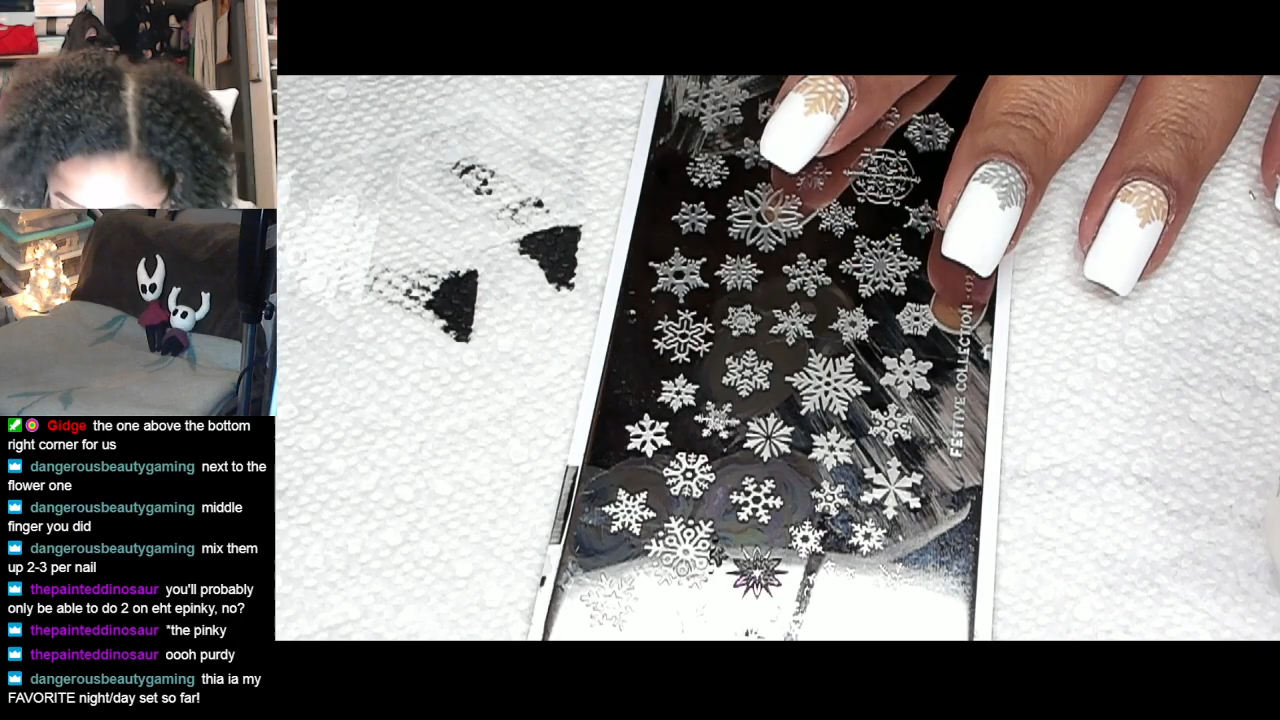 Gidge the one above the bottom
right corner for us
dangerousbeautygaming next to the
flower one
dangerousbeautygaming middle
finger you did
dangerousbeautygaming mix them
up 2-3 per nail
thepainteddinosaur you'll probably
only be able to do 2 on eht epinky, no?
thepainteddinosaur *the pinky
thepainteddinosaur oooh purdy
dangerousbeautygaming thia ia my
FAVORITE night/day set so far!
FESTIVE COLLECTION